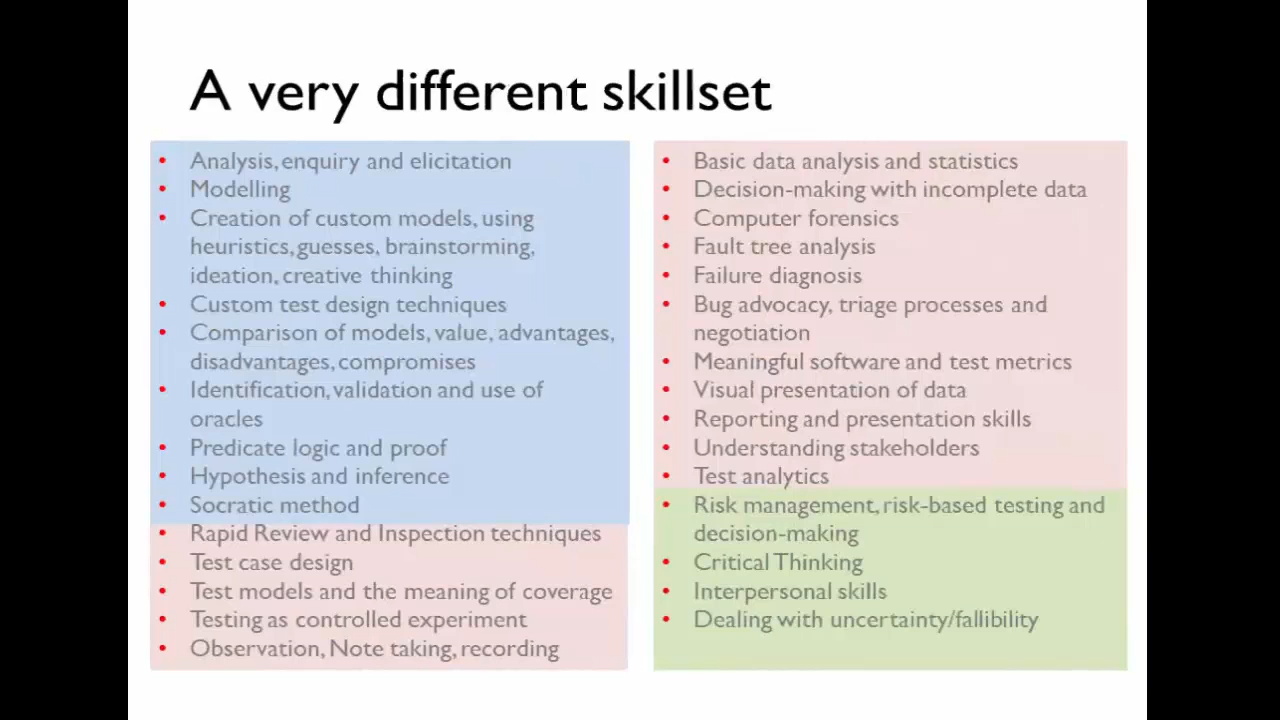 A very different skillset
• Analysis, enquiry and elicitation
• Modelling
• Creation of custom models, using
heuristics, guesses, brainstorming,
ideation, creative thinking
• Custom test design techniques
• Comparison of models, value, advantages,
disadvantages, compromises
• Identification, validation and use of
oracles
• Predicate logic and proof
• Hypothesis and inference
• Socratic method
• Rapid Review and Inspection techniques
• Test case design
• Test models and the meaning of coverage
• Testing as controlled experiment
• Observation, Note taking, recording
• Basic data analysis and statistics
• Decision-making with incomplete data
• Computer forensics
• Fault tree analysis
• Failure diagnosis
• Bug advocacy, triage processes and
negotiation
• Meaningful software and test metrics
• Visual presentation of data
• Reporting and presentation skills
• Understanding stakeholders
• Test analytics
• Risk management, risk-based testing and
decision-making
• Critical Thinking
• Interpersonal skills
• Dealing with uncertainty/fallibility